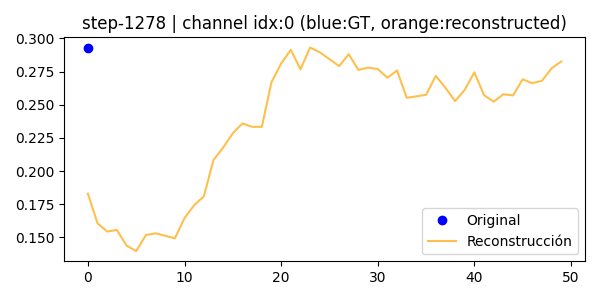 step-1278 | channel idx:0 (blue:GT, orange:reconstructed)
0.300
0.275
0.250
0.225
0.200
0.175
0.150
0 10 20 30 40 50
Original
Reconstrucción